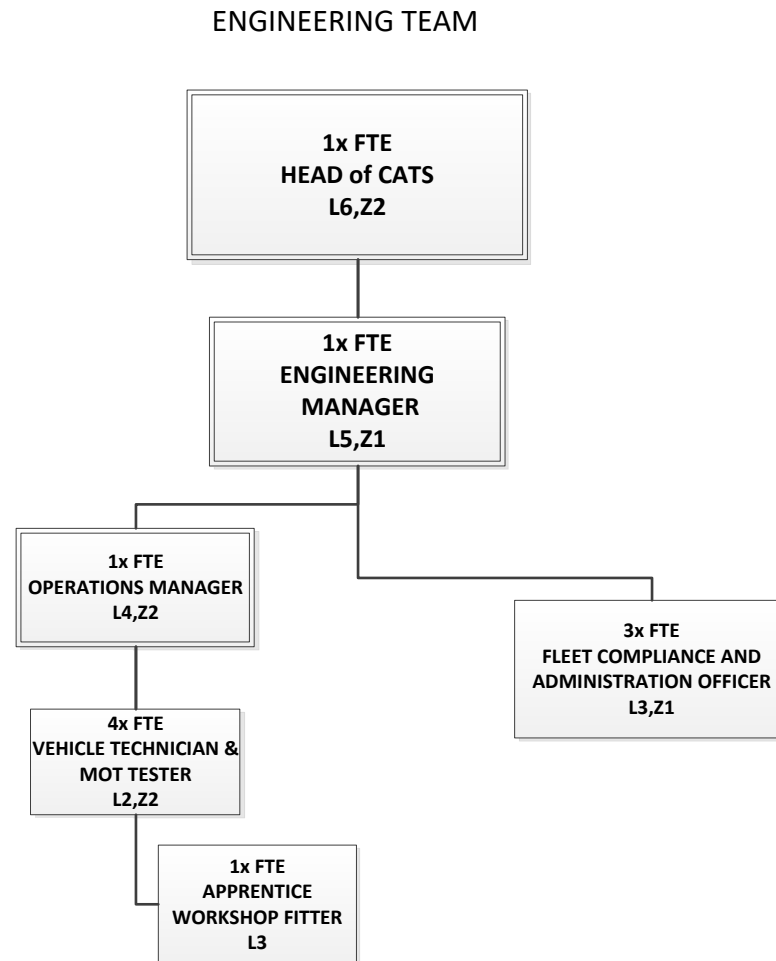 ENGINEERING TEAM
1x FTE
HEAD of CATS
L6,Z2
1x FTE
ENGINEERING
MANAGER
L5,Z1
1x FTE
OPERATIONS MANAGER
L4,Z2
3x FTE
FLEET COMPLIANCE AND
ADMINISTRATION OFFICER
L3,Z1
4x FTE
VEHICLE TECHNICIAN &
MOT TESTER
L2,Z2
1x FTE
APPRENTICE
WORKSHOP FITTER
L3